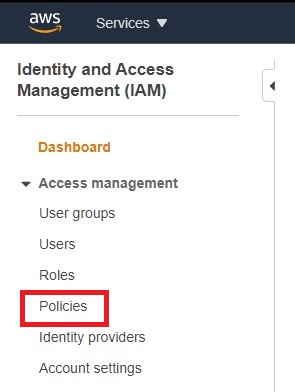 aws
Services
Identity and Access
Management (IAM)
Dashboard
Access management
User groups
Users
Roles
Policies
Identity providers
Account settings